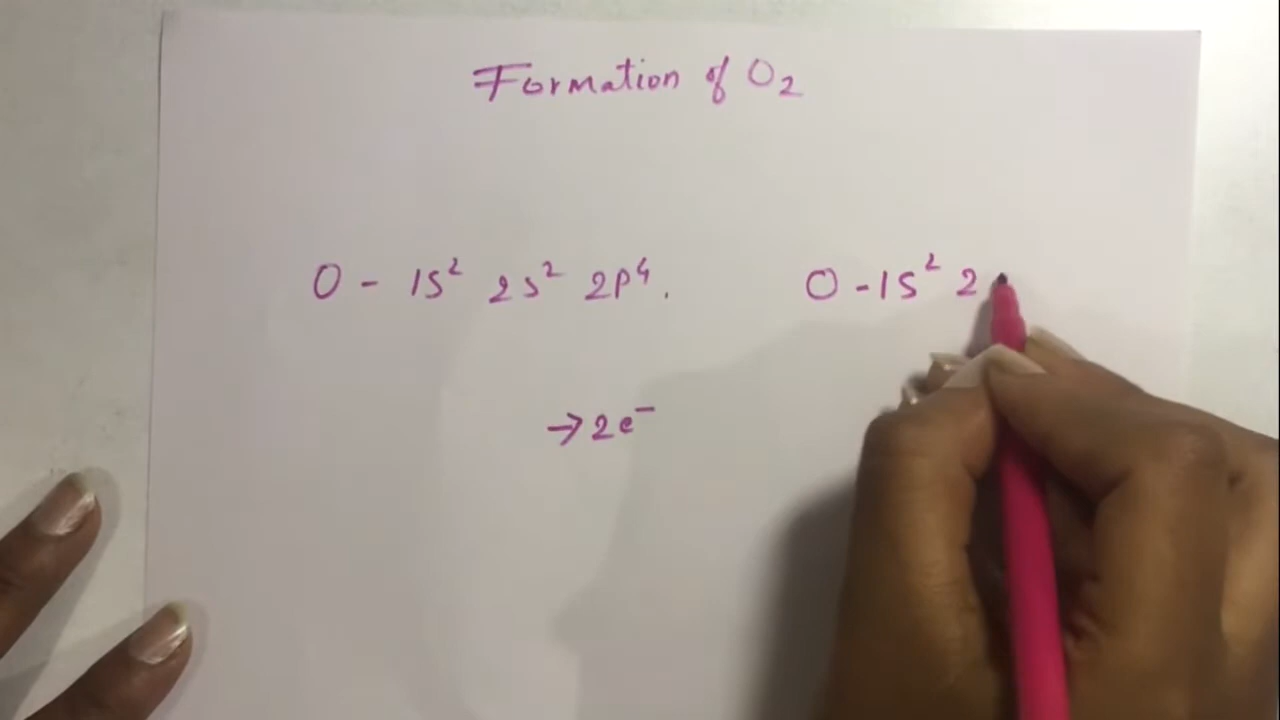 Formation of O₂
O - 1s² 2s² 2p⁴. O - 1s² 2
→ 2e⁻